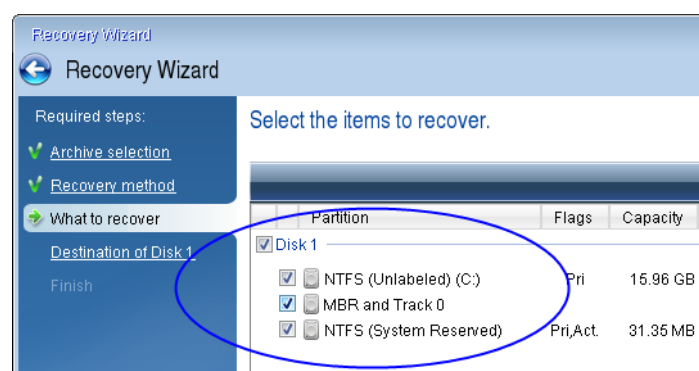 Recovery Wizard
Recovery Wizard
Required steps:
Archive selection
Recovery method
What to recover
Destination of Disk 1
Finish
Select the items to recover.
Partition Flags Capacity
Disk 1
NTFS (Unlabeled) (C:) Pri 15.96 GB
MBR and Track 0
NTFS (System Reserved) Pri,Act. 31.35 MB